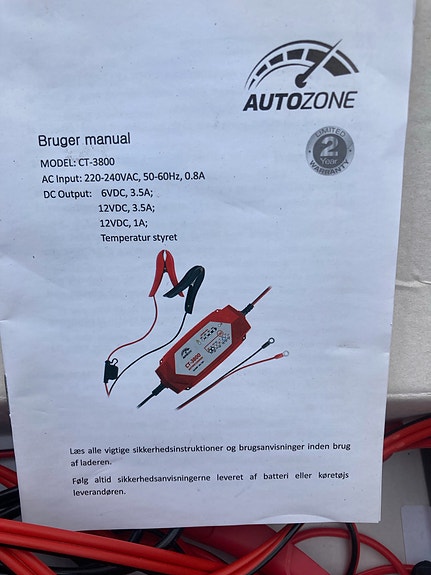 AUTOZONE
LIMITED
2 Year
WARRANTY
Bruger manual
MODEL: CT-3800
AC Input: 220-240VAC, 50-60Hz, 0.8A
DC Output: 6VDC, 3.5A;
12VDC, 3.5A;
12VDC, 1A;
Temperatur styret
CT-3800
Læs alle vigtige sikkerhedsinstruktioner og brugsanvisninger inden brug
af laderen.
Følg altid sikkerhedsanvisningerne leveret af batteri eller køretøjs
leverandøren.